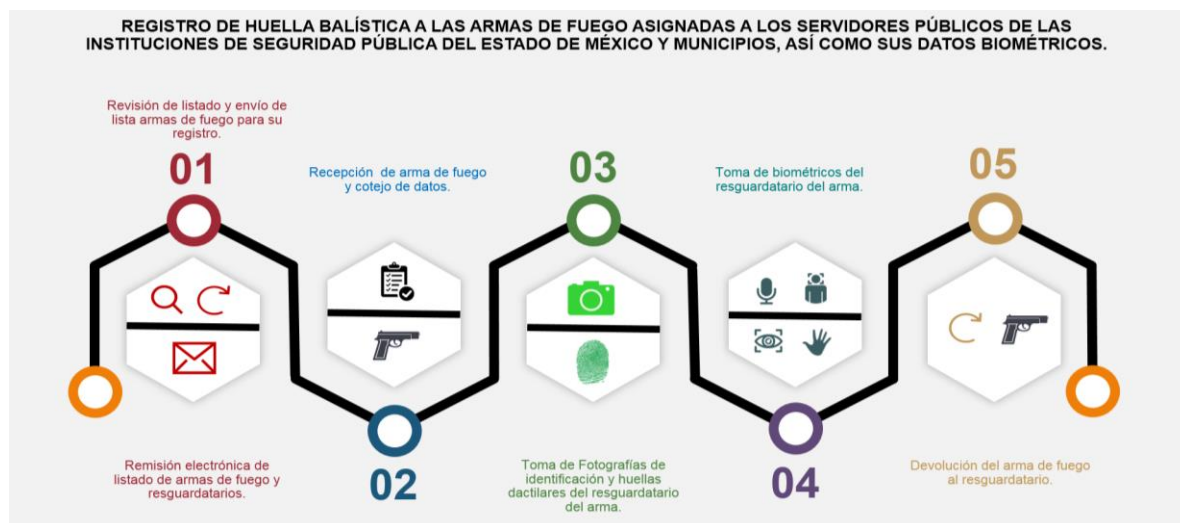 REGISTRO DE HUELLA BALÍSTICA A LAS ARMAS DE FUEGO ASIGNADAS A LOS SERVIDORES PÚBLICOS DE LAS
INSTITUCIONES DE SEGURIDAD PÚBLICA DEL ESTADO DE MÉXICO Y MUNICIPIOS, ASÍ COMO SUS DATOS BIOMÉTRICOS.
Revisión de listado y envío de
lista armas de fuego para su
registro.
01
Remisión electrónica de
listado de armas de fuego y
resguardatarios.
Recepción de arma de fuego
y cotejo de datos.
02
03
Toma de Fotografías de
identificación y huellas
dactilares del resguardatario
del arma.
Toma de biométricos del
resguardatario del arma.
04
05
Devolución del arma de fuego
al resguardatario.